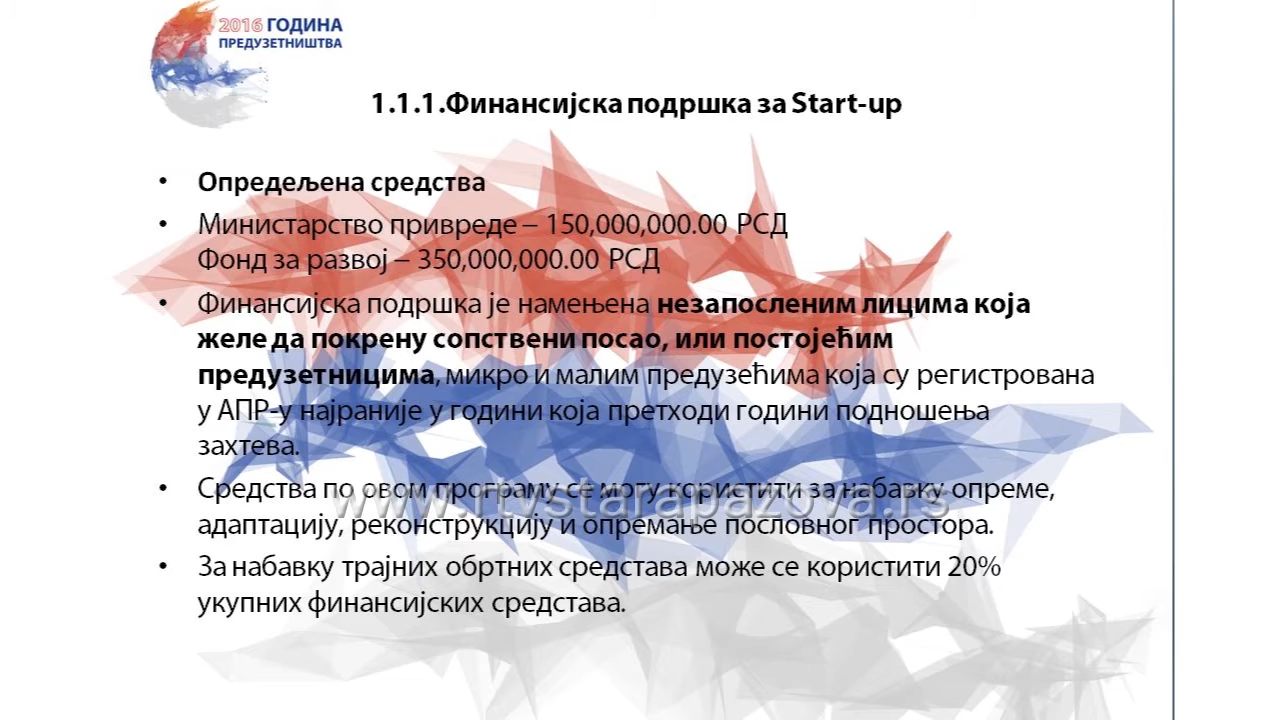 2016 ГОДИНА
ПРЕДУЗЕТНИШТВА
1.1.1.Финансијска подршка за Start-up
• Опредељена средства
• Министарство привреде – 150,000,000.00 РСД
Фонд за развој – 350,000,000.00 РСД
• Финансијска подршка је намењена незапосленим лицима која
желе да покрену сопствени посао, или постојећим
предузетницима, микро и малим предузећима која су регистрована
у АПР-у најраније у години која претходи години подношења
захтева.
• Средства по овом програму се могу користити за набавку опреме,
www.rtvstarapazova.rs
адаптацију, реконструкцију и опремање пословног простора.
• За набавку трајних обртних средстава може се користити 20%
укупних финансијских средстава.